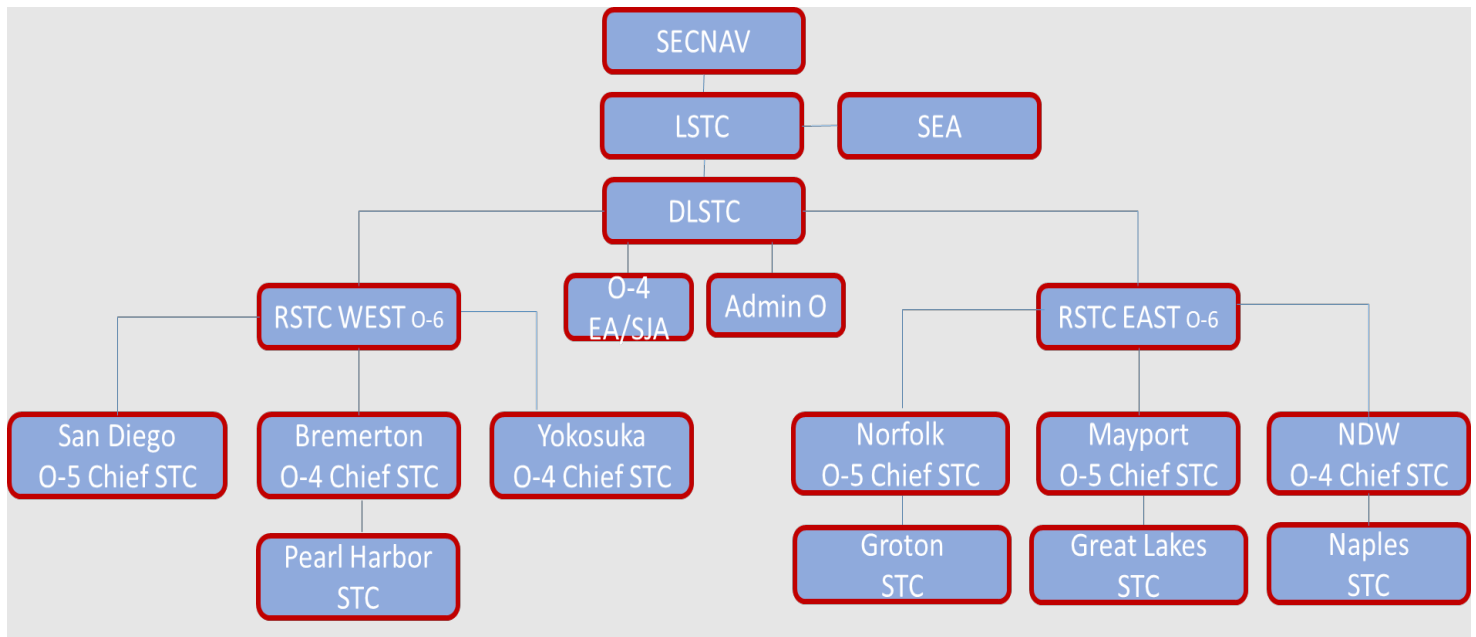 SECNAV
LSTC
SEA
DLSTC
O-4
EA/SJA
Admin O
RSTC WEST O-6
RSTC EAST O-6
San Diego
O-5 Chief STC
Bremerton
O-4 Chief STC
Yokosuka
O-4 Chief STC
Norfolk
O-5 Chief STC
Mayport
O-5 Chief STC
NDW
O-4 Chief STC
Pearl Harbor
STC
Groton
STC
Great Lakes
STC
Naples
STC